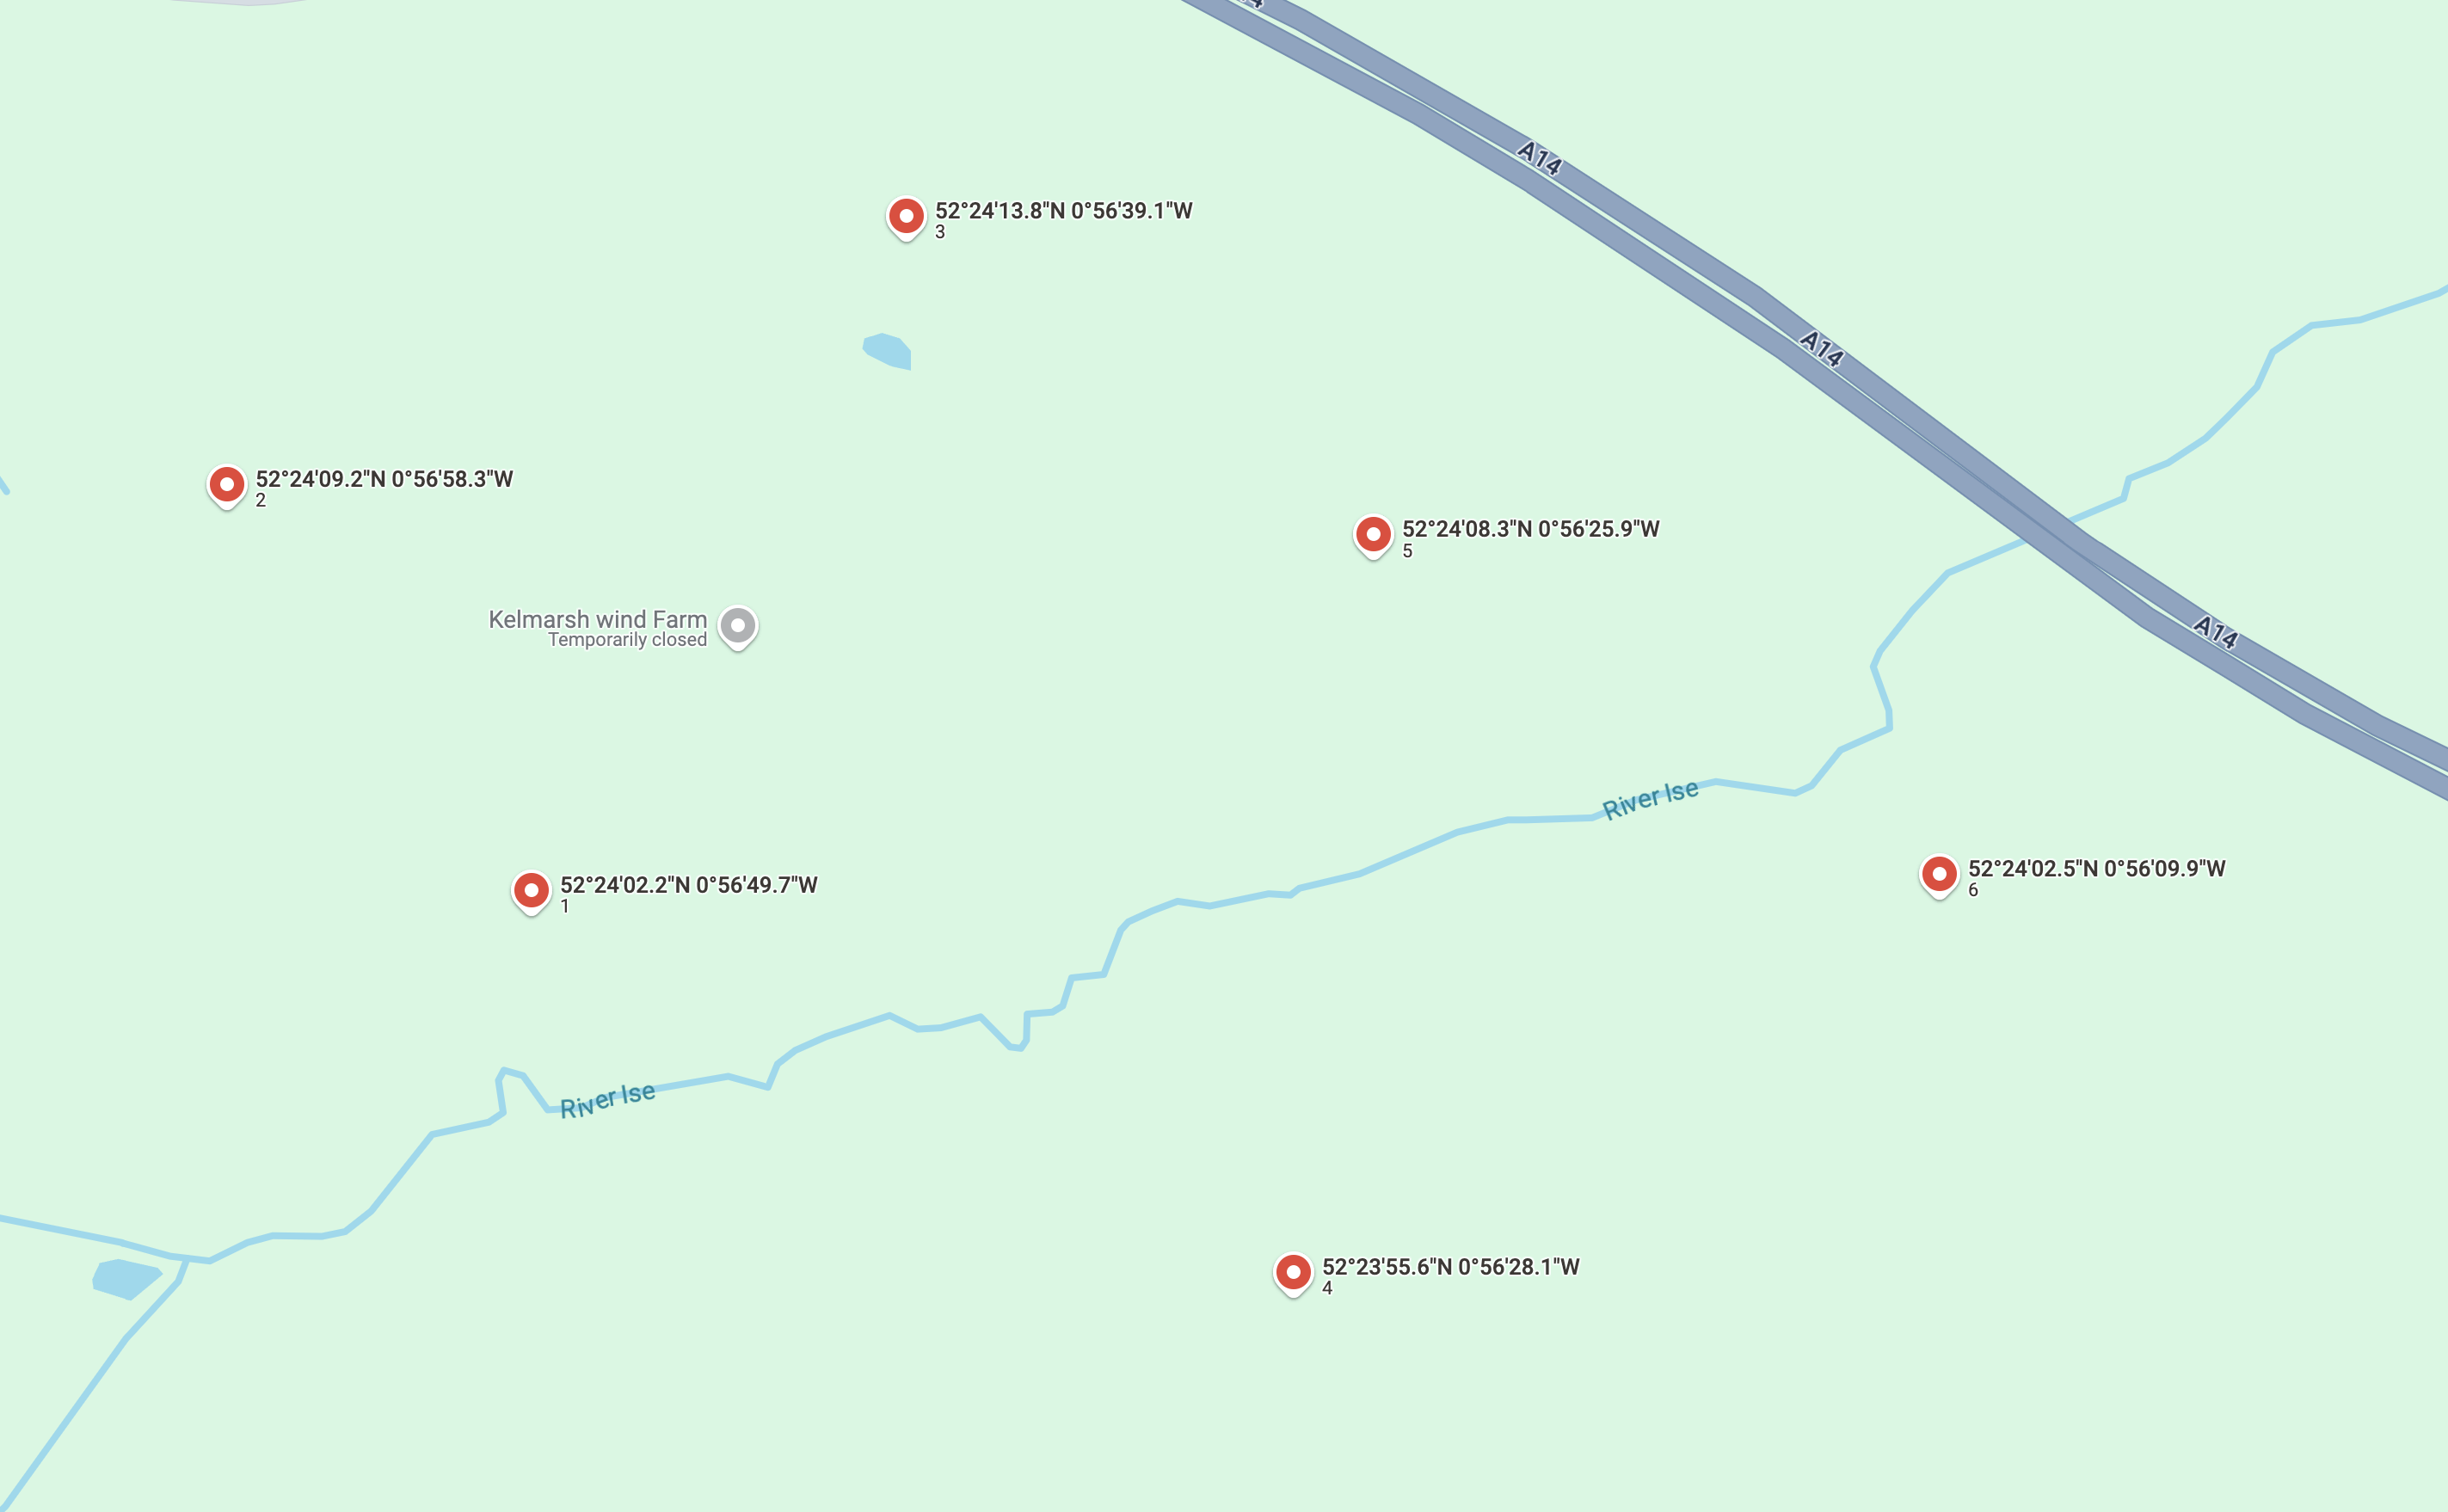 A14
52°24'13.8"N 0°56'39.1"W
3
A14
52°24'09.2"N 0°56'58.3"W
2
52°24'08.3"N 0°56'25.9"W
5
Kelmarsh wind Farm
Temporarily closed
A14
River Ise
52°24'02.5"N 0°56'09.9"W
6
52°24'02.2"N 0°56'49.7"W
1
River Ise
52°23'55.6"N 0°56'28.1"W
4